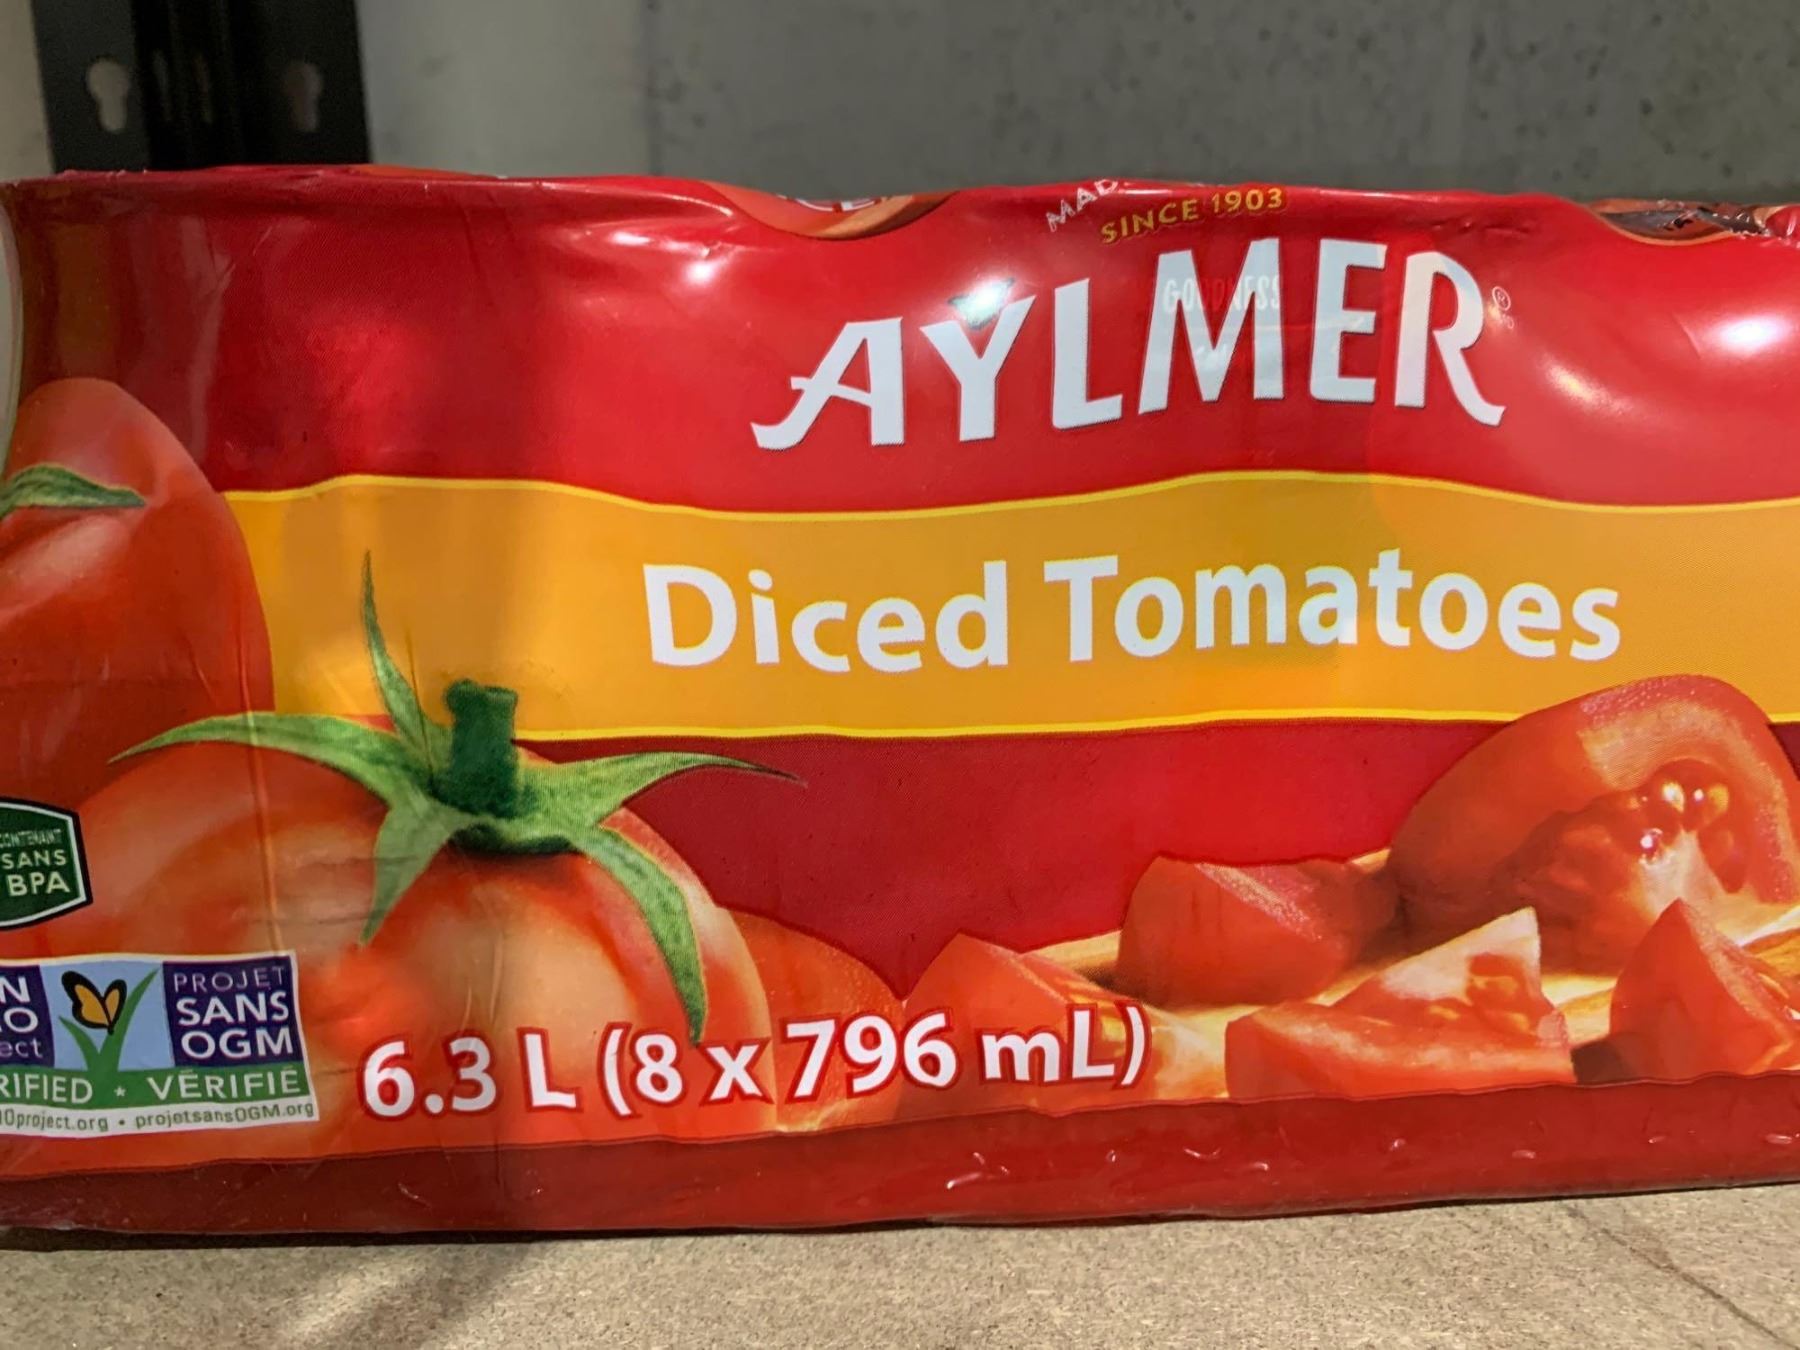 SINCE 1903
GOODNESS
AYLMER®
Diced Tomatoes
CONTENANT
SANS
BPA
PROJET
SANS
OGM
VÉRIFIÉ
projetsansOGM.org
6.3 L (8 x 796 mL)